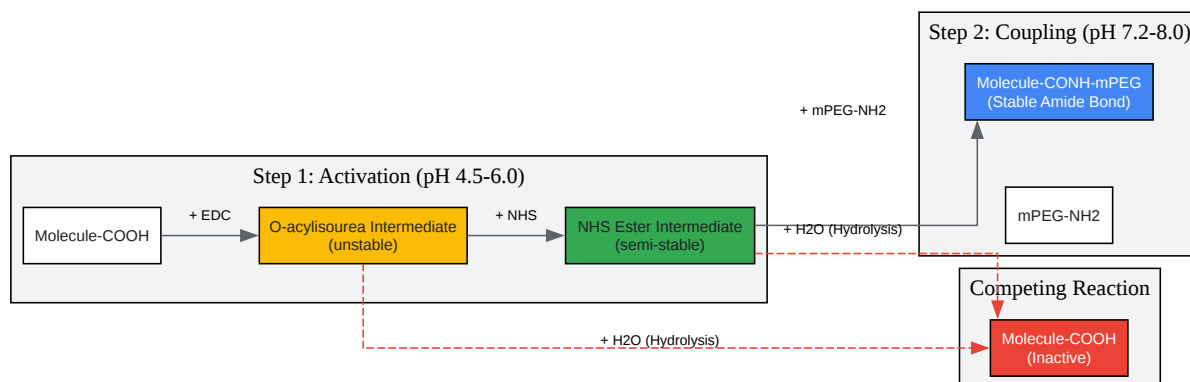 Step 2: Coupling (pH 7.2-8.0)
Molecule-CONH-mPEG
(Stable Amide Bond)
+ mPEG-NH2
mPEG-NH2
Step 1: Activation (pH 4.5-6.0)
Molecule-COOH
+ EDC
O-acylisourea Intermediate
(unstable)
+ NHS
NHS Ester Intermediate
(semi-stable)
+ H2O (Hydrolysis)
Competing Reaction
Molecule-COOH
(Inactive)
+ H2O (Hydrolysis)